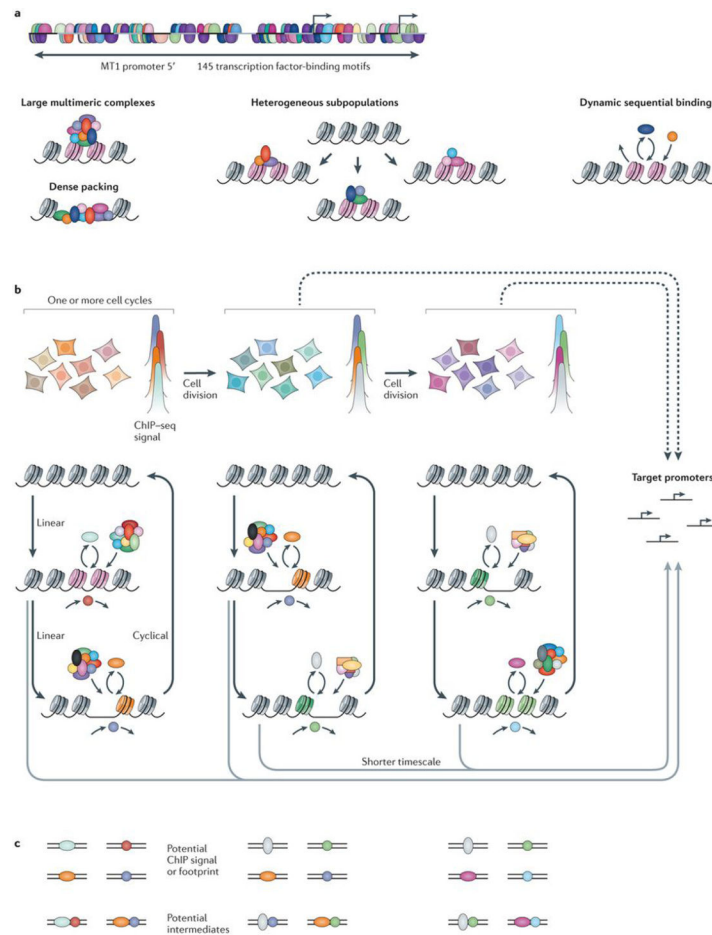 a
MT1 promoter 5′ 145 transcription factor-binding motifs
Large multimeric complexes
Heterogeneous subpopulations
Dynamic sequential binding
Dense packing
b
One or more cell cycles
Cell
division
Cell
division
ChIP–seq
signal
Target promoters
Linear
Linear
Cyclical
Shorter timescale
c
Potential
ChIP signal
or footprint
Potential
intermediates